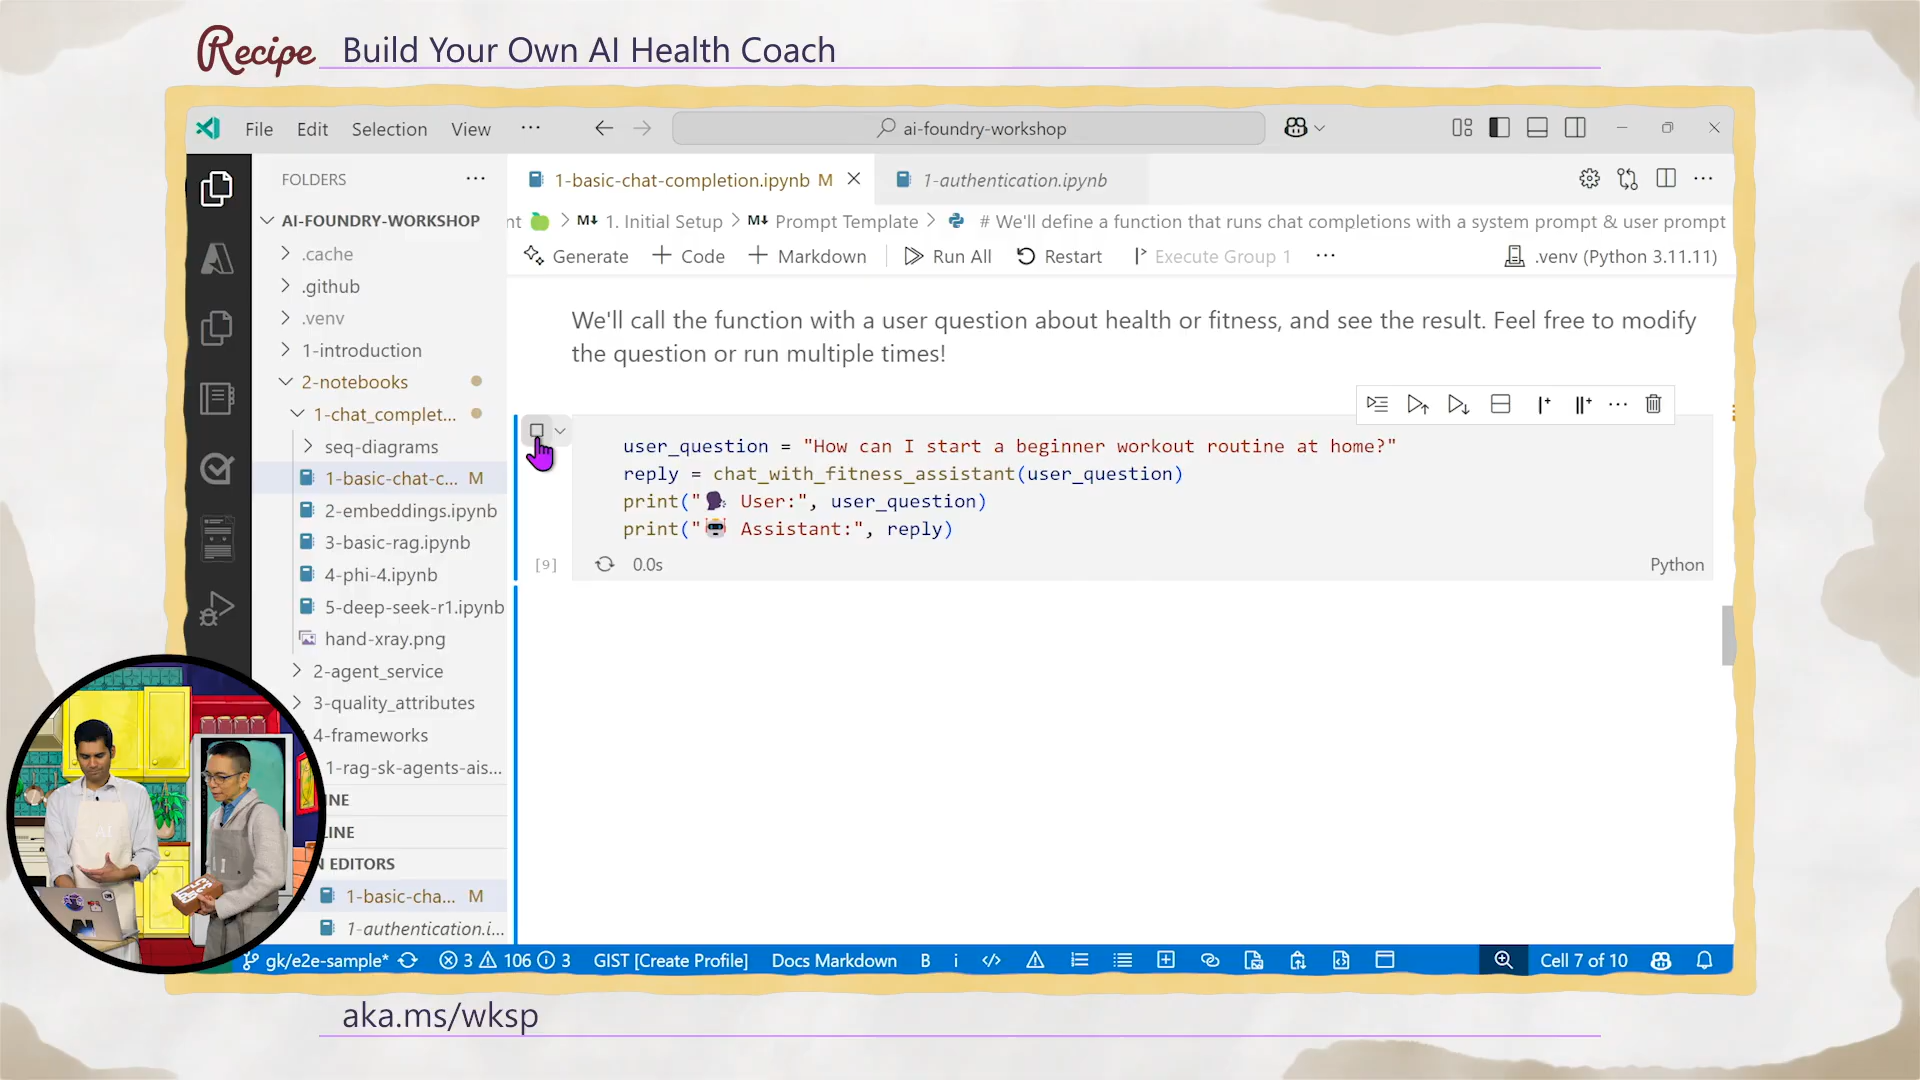 Recipe Build Your Own AI Health Coach
File Edit Selection View ··· ai-foundry-workshop
FOLDERS ···
AI-FOUNDRY-WORKSHOP
.cache
.github
.venv
1-introduction
2-notebooks
1-chat_complet...
seq-diagrams
1-basic-chat-c... M
2-embeddings.ipynb
3-basic-rag.ipynb
4-phi-4.ipynb
5-deep-seek-r1.ipynb
hand-xray.png
2-agent_service
3-quality_attributes
4-frameworks
1-rag-sk-agents-ais...
INE
LINE
N EDITORS
1-basic-cha... M
1-authentication.i...
1-basic-chat-completion.ipynb M
1-authentication.ipynb
nt 🍏 > M↓ 1. Initial Setup > M↓ Prompt Template > # We'll define a function that runs chat completions with a system prompt & user prompt
Generate + Code + Markdown Run All Restart Execute Group 1 ··· .venv (Python 3.11.11)
We'll call the function with a user question about health or fitness, and see the result. Feel free to modify
the question or run multiple times!
user_question = "How can I start a beginner workout routine at home?"
reply = chat_with_fitness_assistant(user_question)
print("🗣 User:", user_question)
print("🤖 Assistant:", reply)
[9] 0.0s Python
gk/e2e-sample* 3 106 3 GIST [Create Profile] Docs Markdown B i </> Cell 7 of 10
aka.ms/wksp